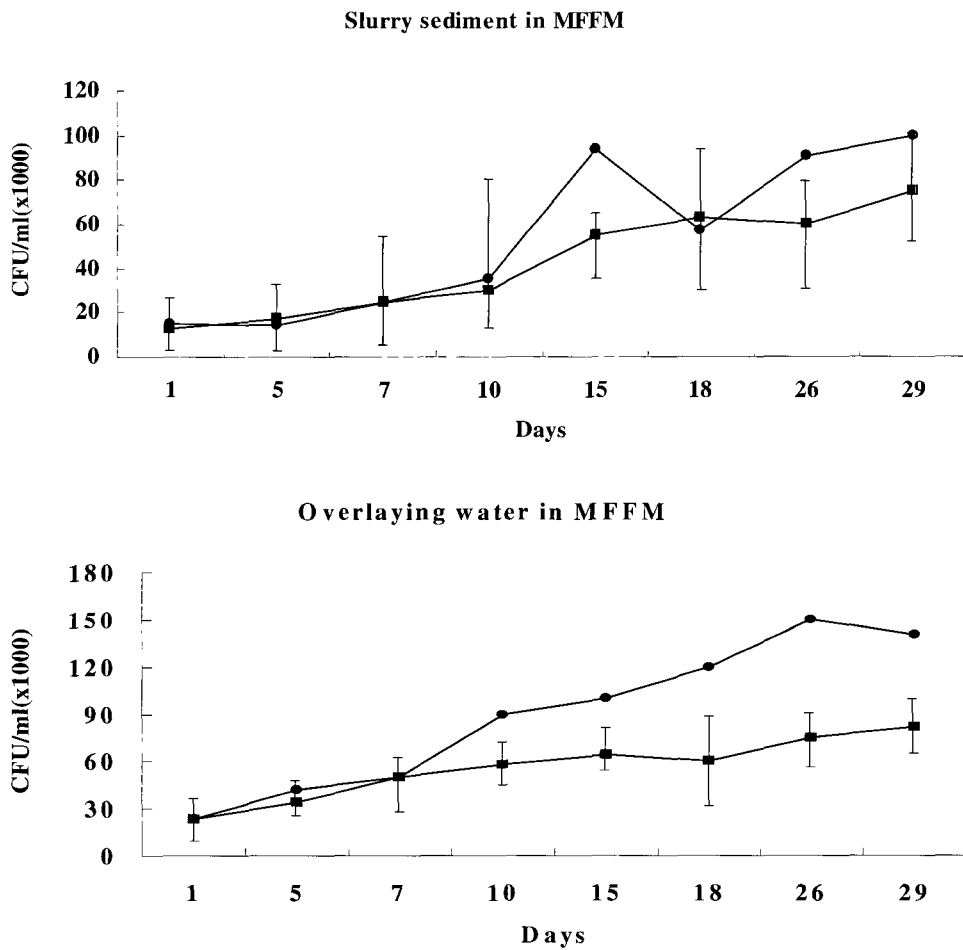 Slurry sediment in MFFM
120
100
80
60
40
20
0
CFU/ml(x1000)
1 5 7 10 15 18 26 29
Days
Overlaying water in MFFM
180
150
120
90
60
30
0
CFU/ml(x1000)
1 5 7 10 15 18 26 29
Days